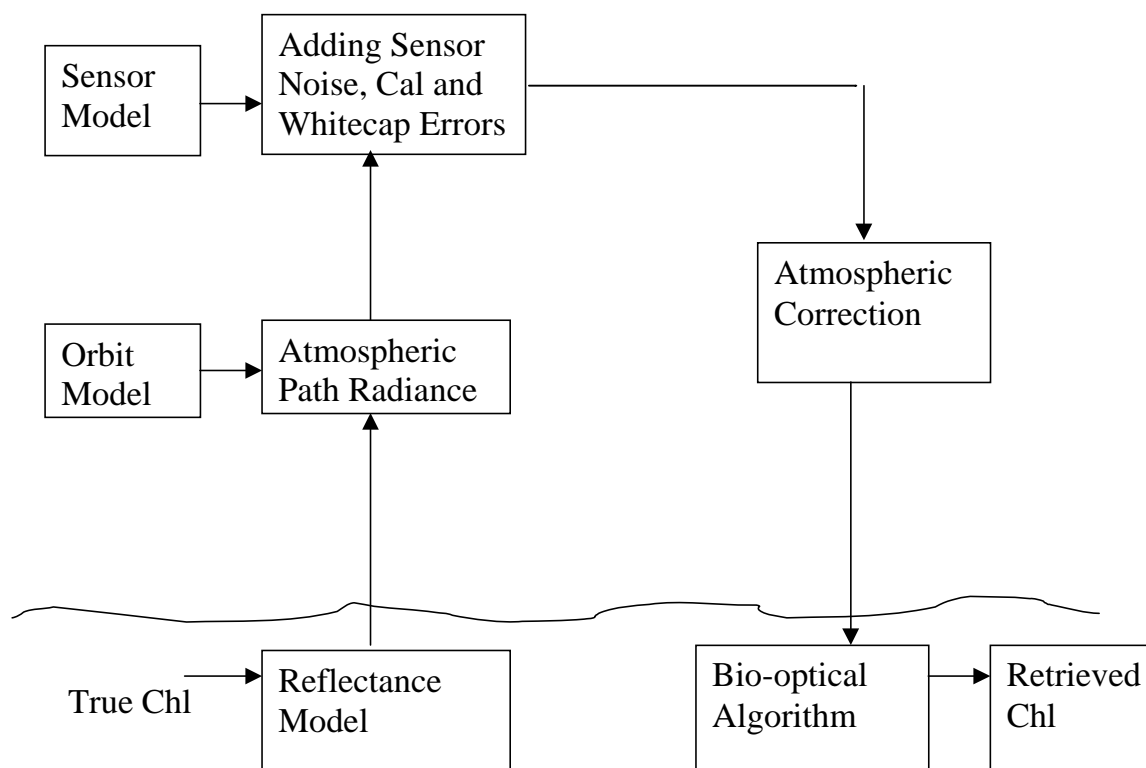 Sensor
Model
Adding Sensor
Noise, Cal and
Whitecap Errors
Atmospheric
Correction
Orbit
Model
Atmospheric
Path Radiance
True Chl
Reflectance
Model
Bio-optical
Algorithm
Retrieved
Chl